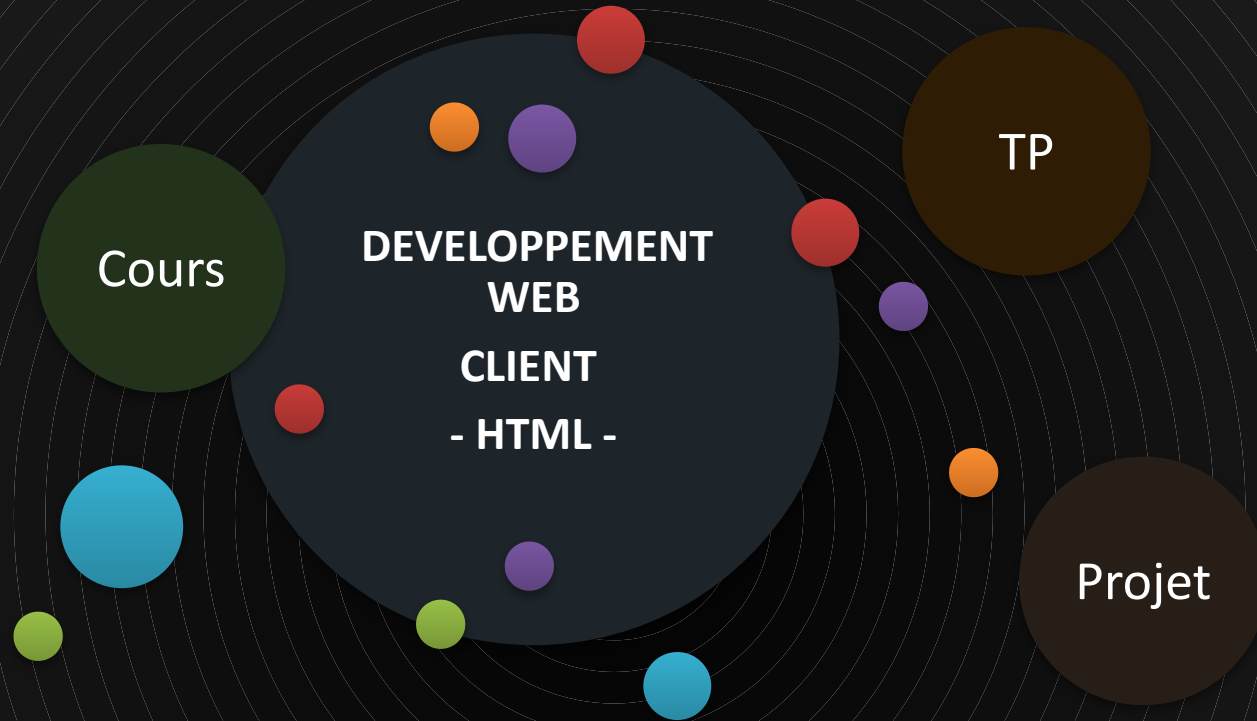 TP
Cours
DEVELOPPEMENT
WEB
CLIENT
- HTML -
Projet